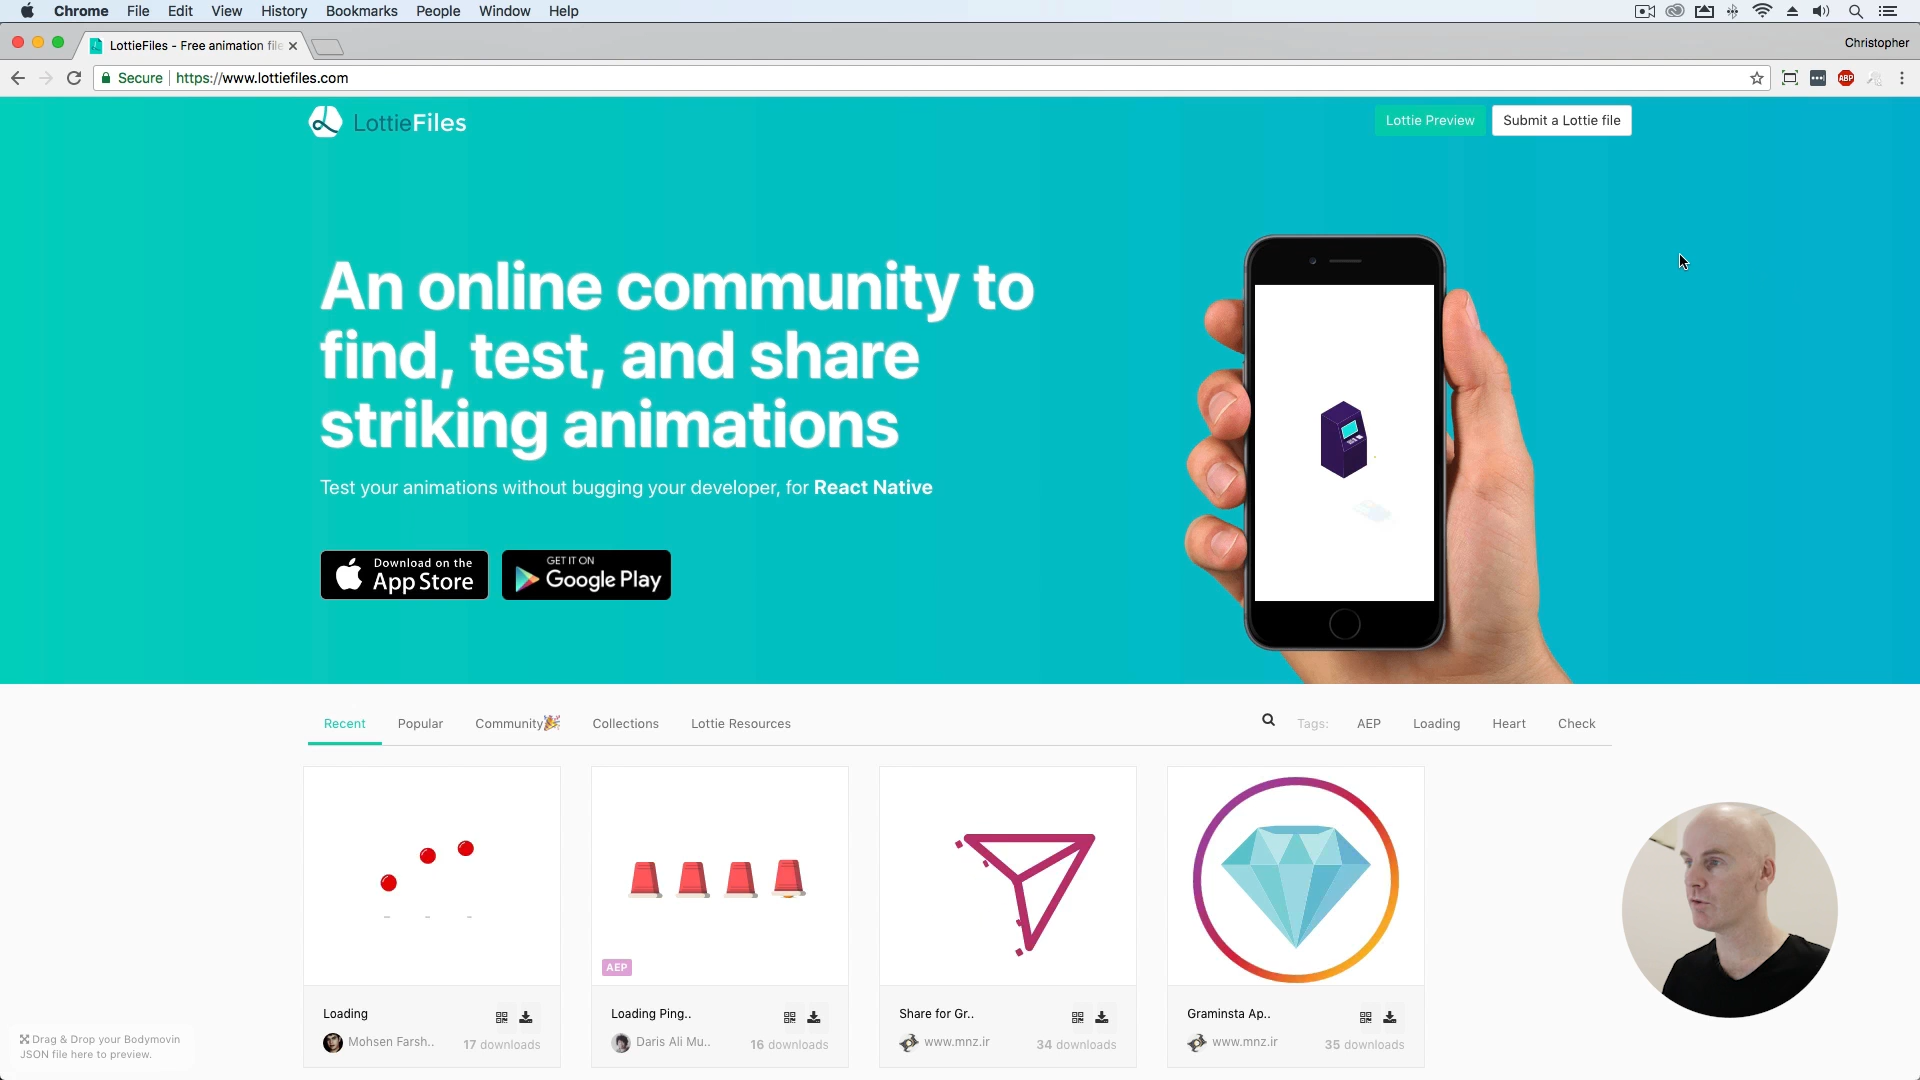 Chrome File Edit View History Bookmarks People Window Help
LottieFiles - Free animation file
Christopher
Secure https://www.lottiefiles.com
ABP
LottieFiles
Lottie Preview
Submit a Lottie file
An online community to
find, test, and share
striking animations
Test your animations without bugging your developer, for React Native
Download on the
App Store
GET IT ON
Google Play
Recent Popular Community Collections Lottie Resources Tags: AEP Loading Heart Check
AEP
Loading
Mohsen Farsh.. 17 downloads
Loading Ping..
Daris Ali Mu.. 16 downloads
Share for Gr..
www.mnz.ir 34 downloads
Graminsta Ap..
www.mnz.ir 35 downloads
Drag & Drop your Bodymovin
JSON file here to preview.